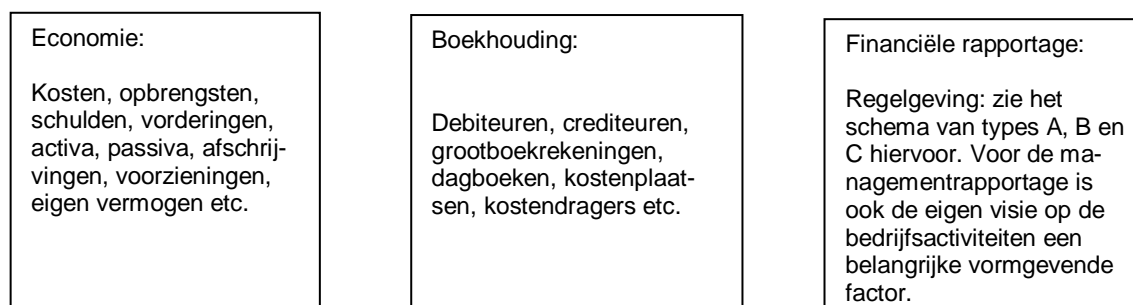 Economie:
Kosten, opbrengsten,
schulden, vorderingen,
activa, passiva, afschrij-
vingen, voorzieningen,
eigen vermogen etc.
Boekhouding:
Debiteuren, crediteuren,
grootboekrekeningen,
dagboeken, kostenplaat-
sen, kostendragers etc.
Financiële rapportage:
Regelgeving: zie het
schema van types A, B en
C hiervoor. Voor de ma-
nagementrapportage is
ook de eigen visie op de
bedrijfsactiviteiten een
belangrijke vormgevende
factor.